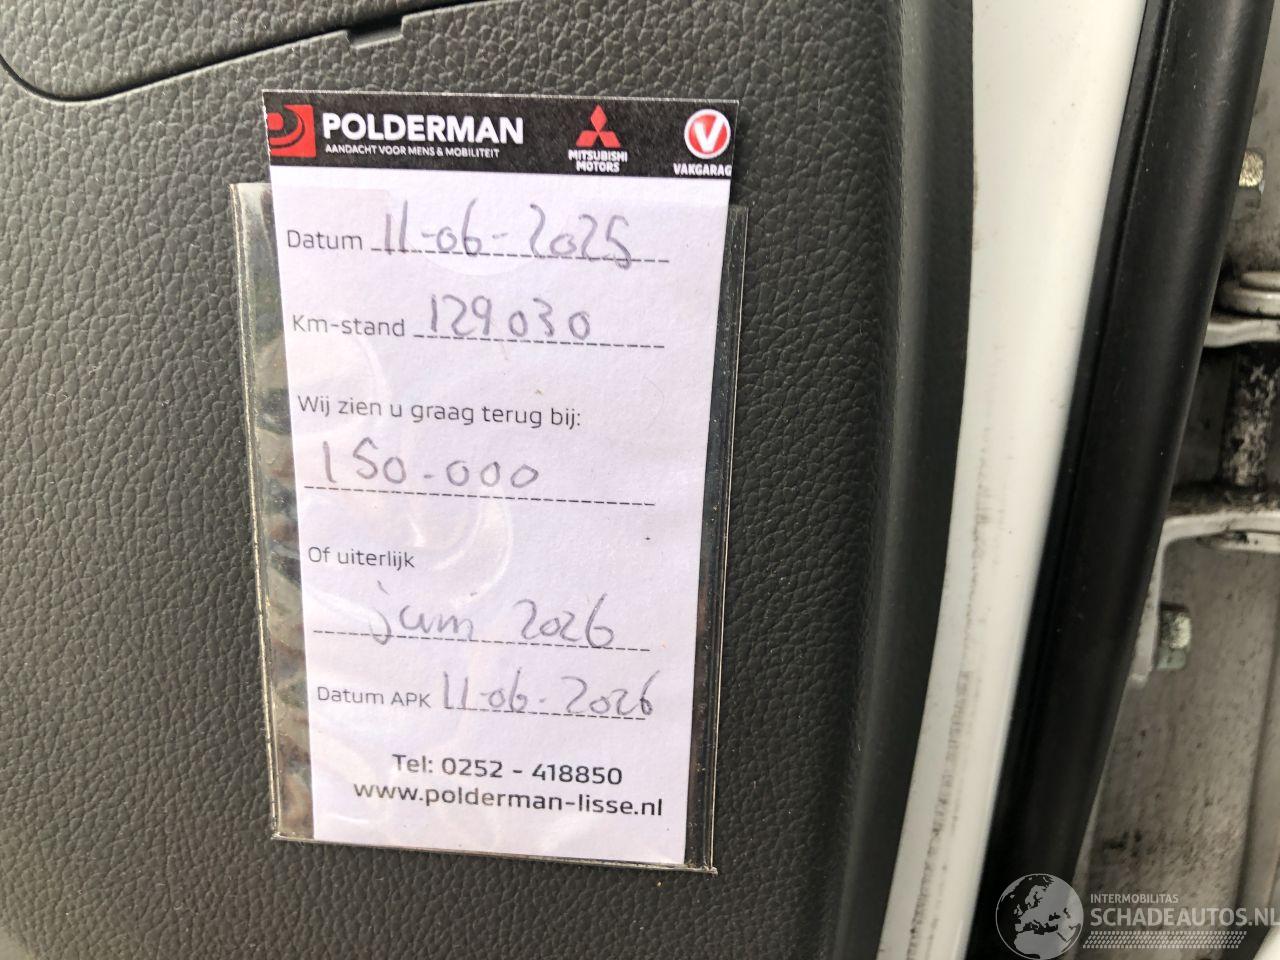 POLDERMAN
AANDACHT VOOR MENS & MOBILITEIT
MITSUBISHI
MOTORS
V
VAKGARAG
Datum 11-06-2025
Km-stand 129030
Wij zien u graag terug bij:
150.000
Of uiterlijk
juni 2026
Datum APK 11-06-2026
Tel: 0252 - 418850
www.polderman-lisse.nl
INTERMOBILITAS
SCHADEAUTOS.NL